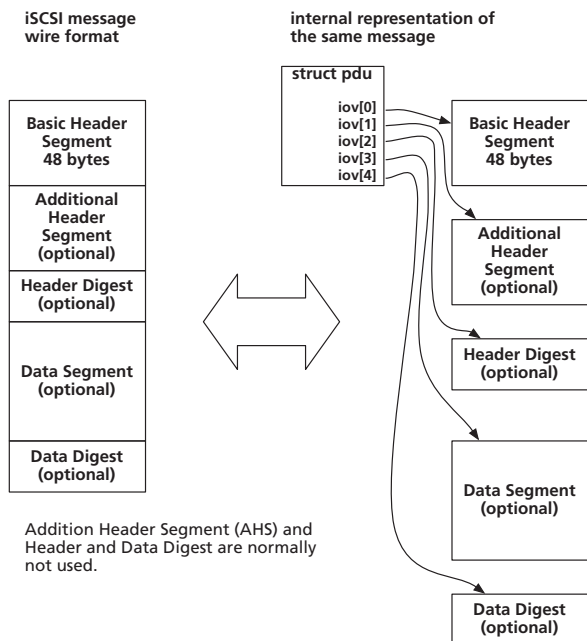 iSCSI message
wire format
Basic Header
Segment
48 bytes
Additional
Header
Segment
(optional)
Header Digest
(optional)
Data Segment
(optional)
Data Digest
(optional)
Addition Header Segment (AHS) and
Header and Data Digest are normally
not used.
internal representation of
the same message
struct pdu
iov[0]
iov[1]
iov[2]
iov[3]
iov[4]
Basic Header
Segment
48 bytes
Additional
Header
Segment
(optional)
Header Digest
(optional)
Data Segment
(optional)
Data Digest
(optional)